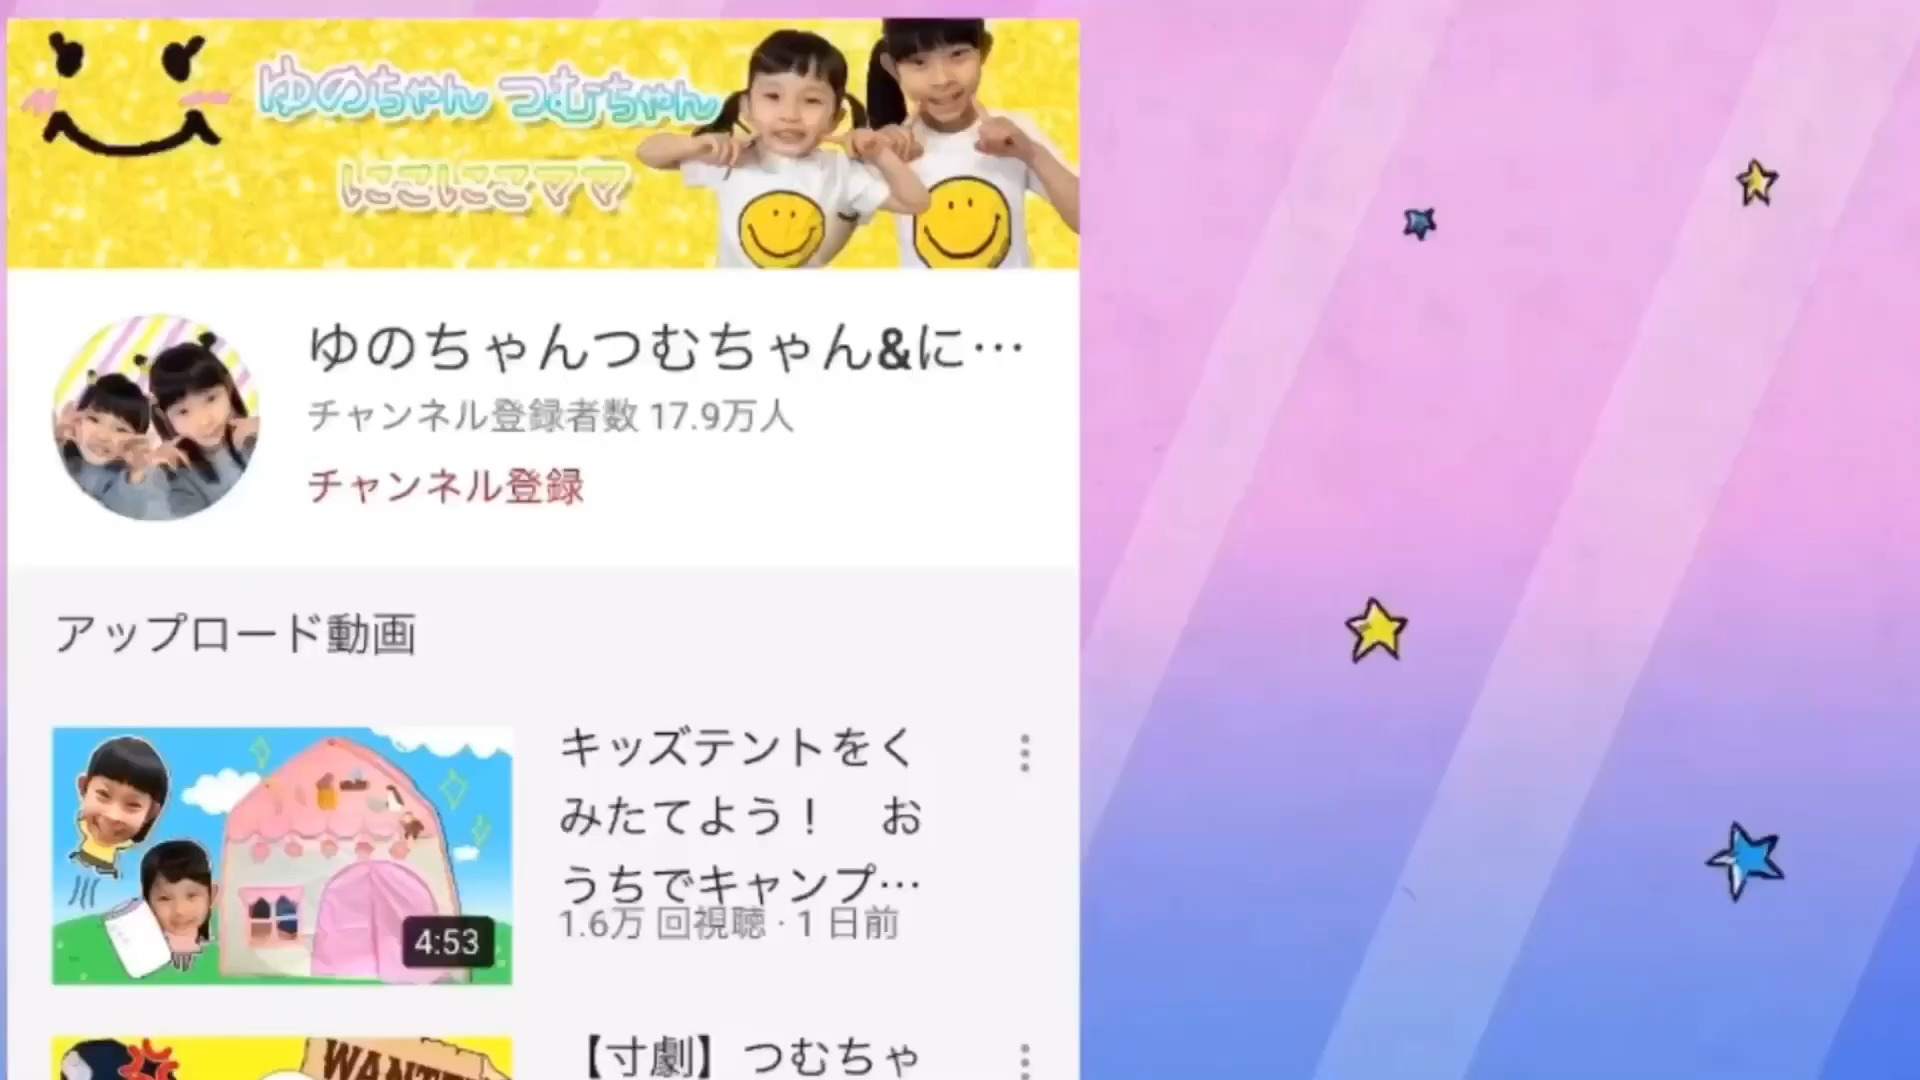 ゆのちゃん つむちゃん
にこにこママ
ゆのちゃんつむちゃん&に…
チャンネル登録者数 17.9万人
チャンネル登録
アップロード動画
キッズテントをく
みたてよう！　お
うちでキャンプ…
1.6万 回視聴・1 日前
4:53
【寸劇】つむちゃ
WANTED